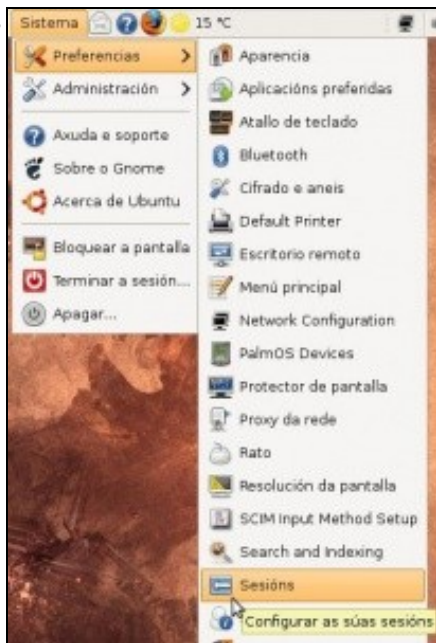 Sistema
15 °C
Preferencias
Administración
Axuda e soporte
Sobre o Gnome
Acerca de Ubuntu
Bloquear a pantalla
Terminar a sesión...
Apagar...
Aparencia
Aplicacións preferidas
Atallo de teclado
Bluetooth
Cifrado e aneis
Default Printer
Escritorio remoto
Menú principal
Network Configuration
PalmOS Devices
Protector de pantalla
Proxy da rede
Rato
Resolución da pantalla
SCIM Input Method Setup
Search and Indexing
Sesións
Configurar as súas sesións